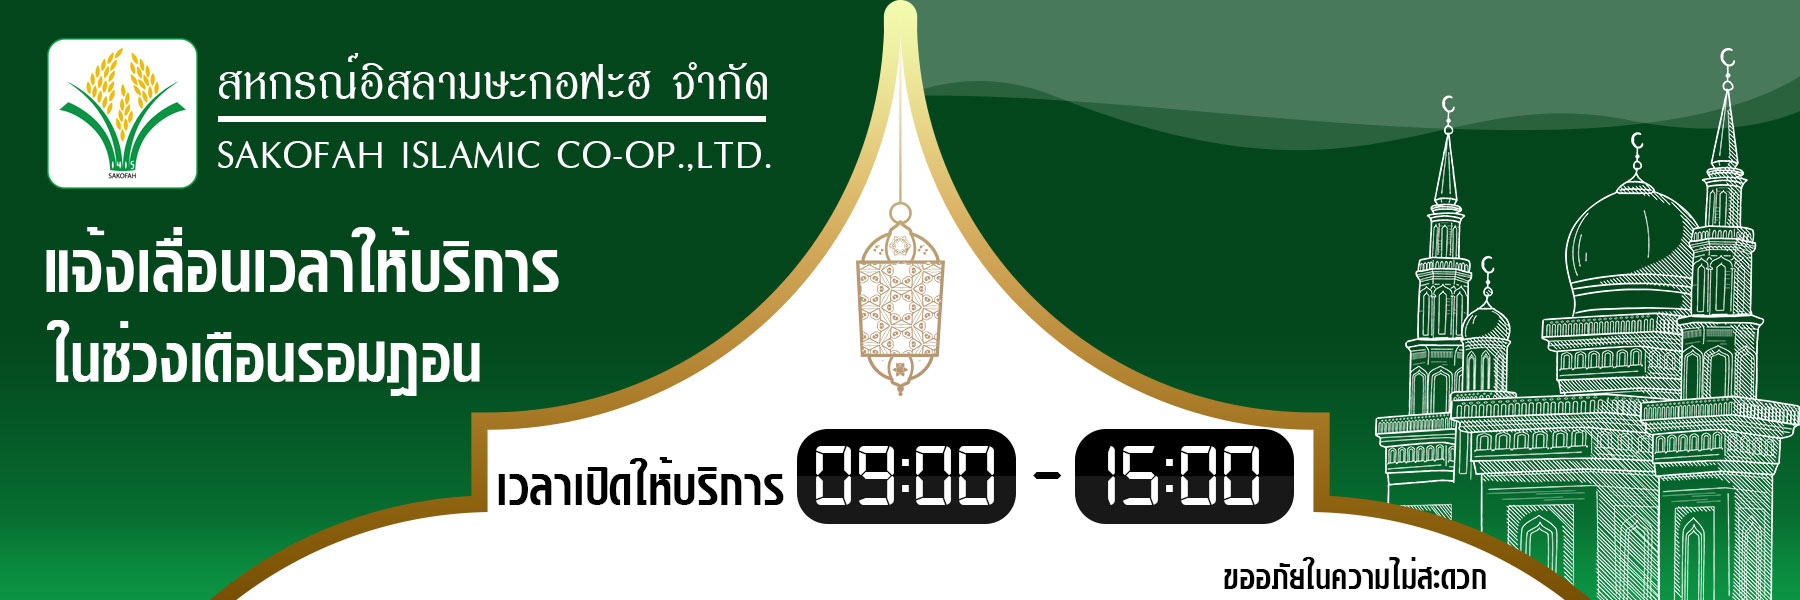 สหกรณ์อิสลามษะกอฟะฮ จำกัด
SAKOFAH ISLAMIC CO-OP.,LTD.
1415
SAKOFAH
แจ้งเลื่อนเวลาให้บริการ
ในช่วงเดือนรอมฎอน
เวลาเปิดให้บริการ 09:00 - 15:00
ขออภัยในความไม่สะดวก